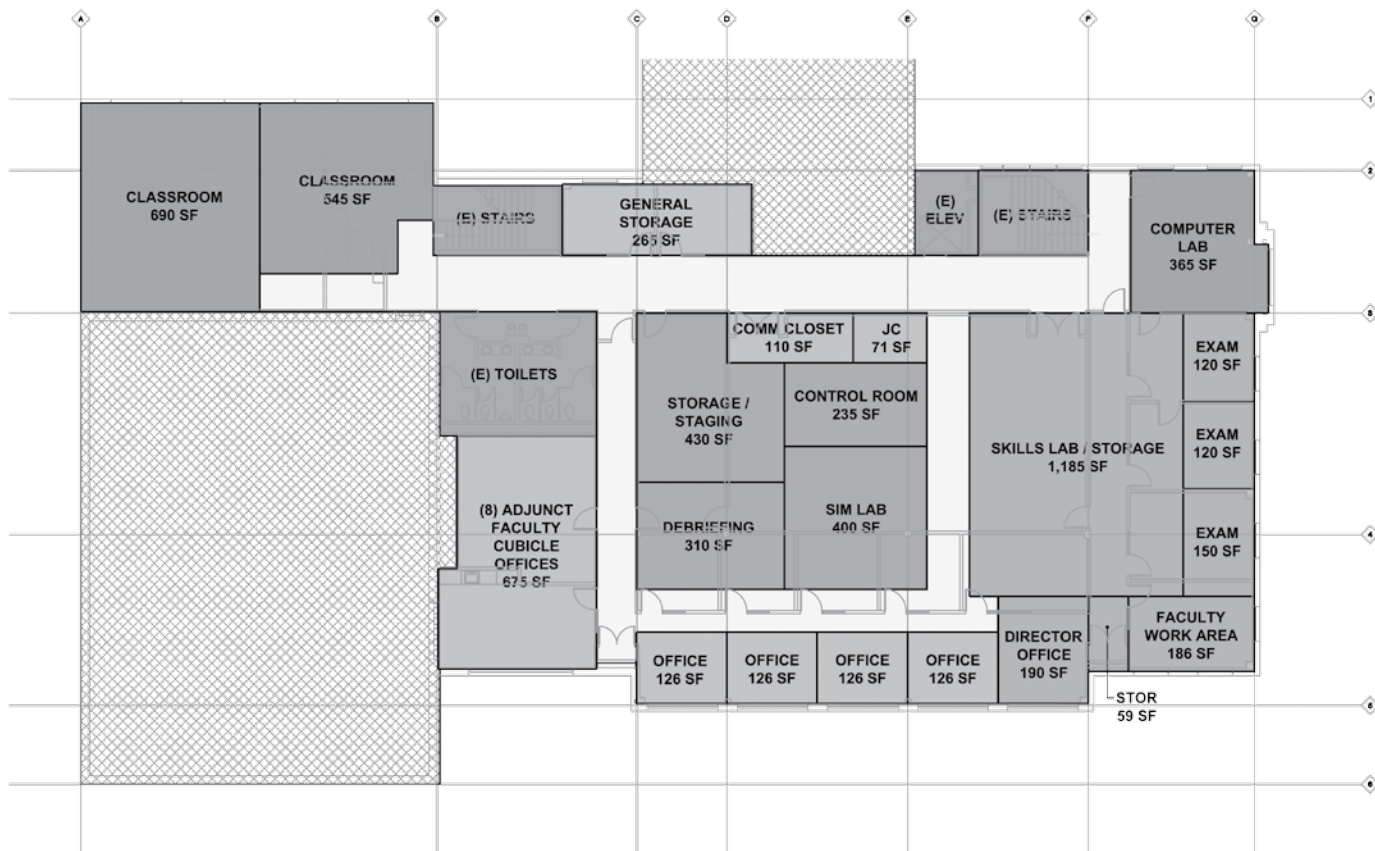 A
B
C
D
E
F
G
1
2
CLASSROOM
690 SF
CLASSROOM
545 SF
(E) STAIRS
GENERAL
STORAGE
265 SF
(E)
ELEV
(E) STAIRS
COMPUTER
LAB
365 SF
3
(E) TOILETS
COMM CLOSET
110 SF
JC
71 SF
EXAM
120 SF
STORAGE /
STAGING
430 SF
CONTROL ROOM
235 SF
SKILLS LAB / STORAGE
1,185 SF
EXAM
120 SF
(8) ADJUNCT
FACULTY
CUBICLE
OFFICES
675 SF
DEBRIEFING
310 SF
SIM LAB
400 SF
EXAM
150 SF
4
OFFICE
126 SF
OFFICE
126 SF
OFFICE
126 SF
OFFICE
126 SF
DIRECTOR
OFFICE
190 SF
FACULTY
WORK AREA
186 SF
STOR
59 SF
5
6